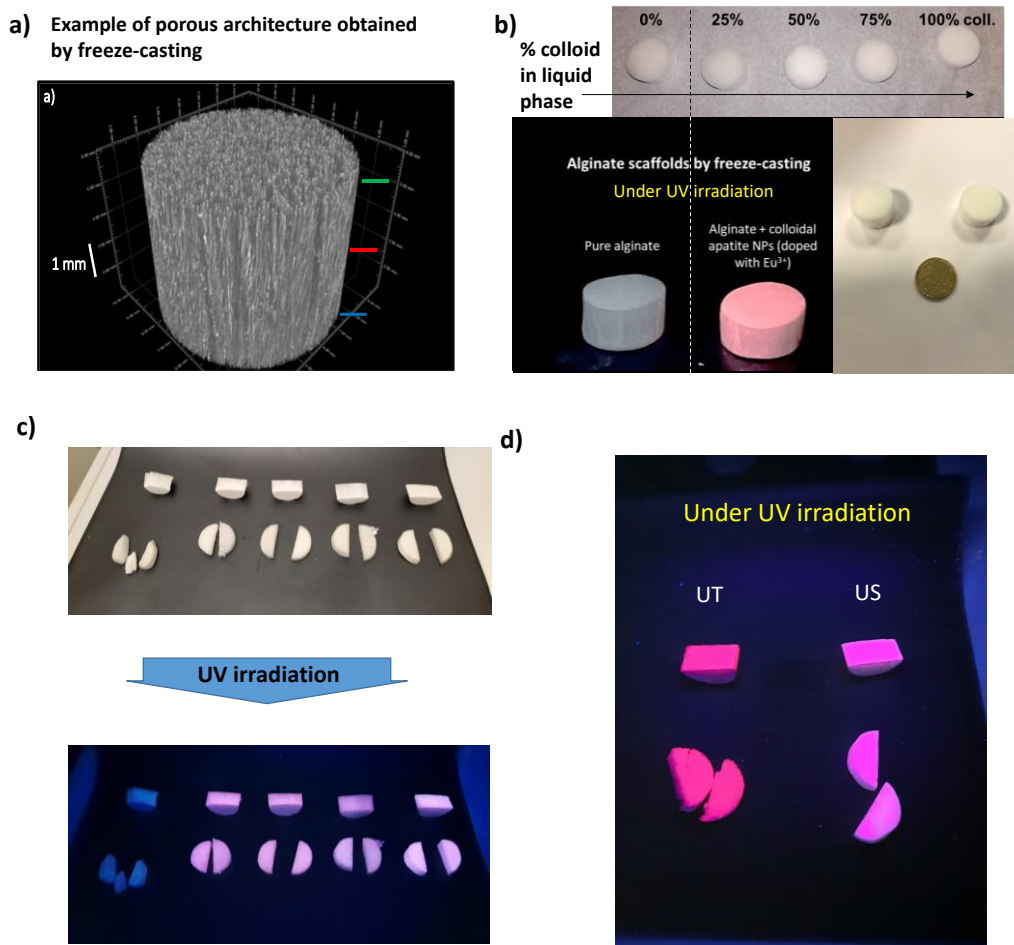 a) Example of porous architecture obtained
by freeze-casting
a)
1 mm
b)
0% 25% 50% 75% 100% coll.
% colloid
in liquid
phase
Alginate scaffolds by freeze-casting
Under UV irradiation
Pure alginate
Alginate + colloidal
apatite NPs (doped
with Eu³⁺)
c)
UV irradiation
d)
Under UV irradiation
UT US